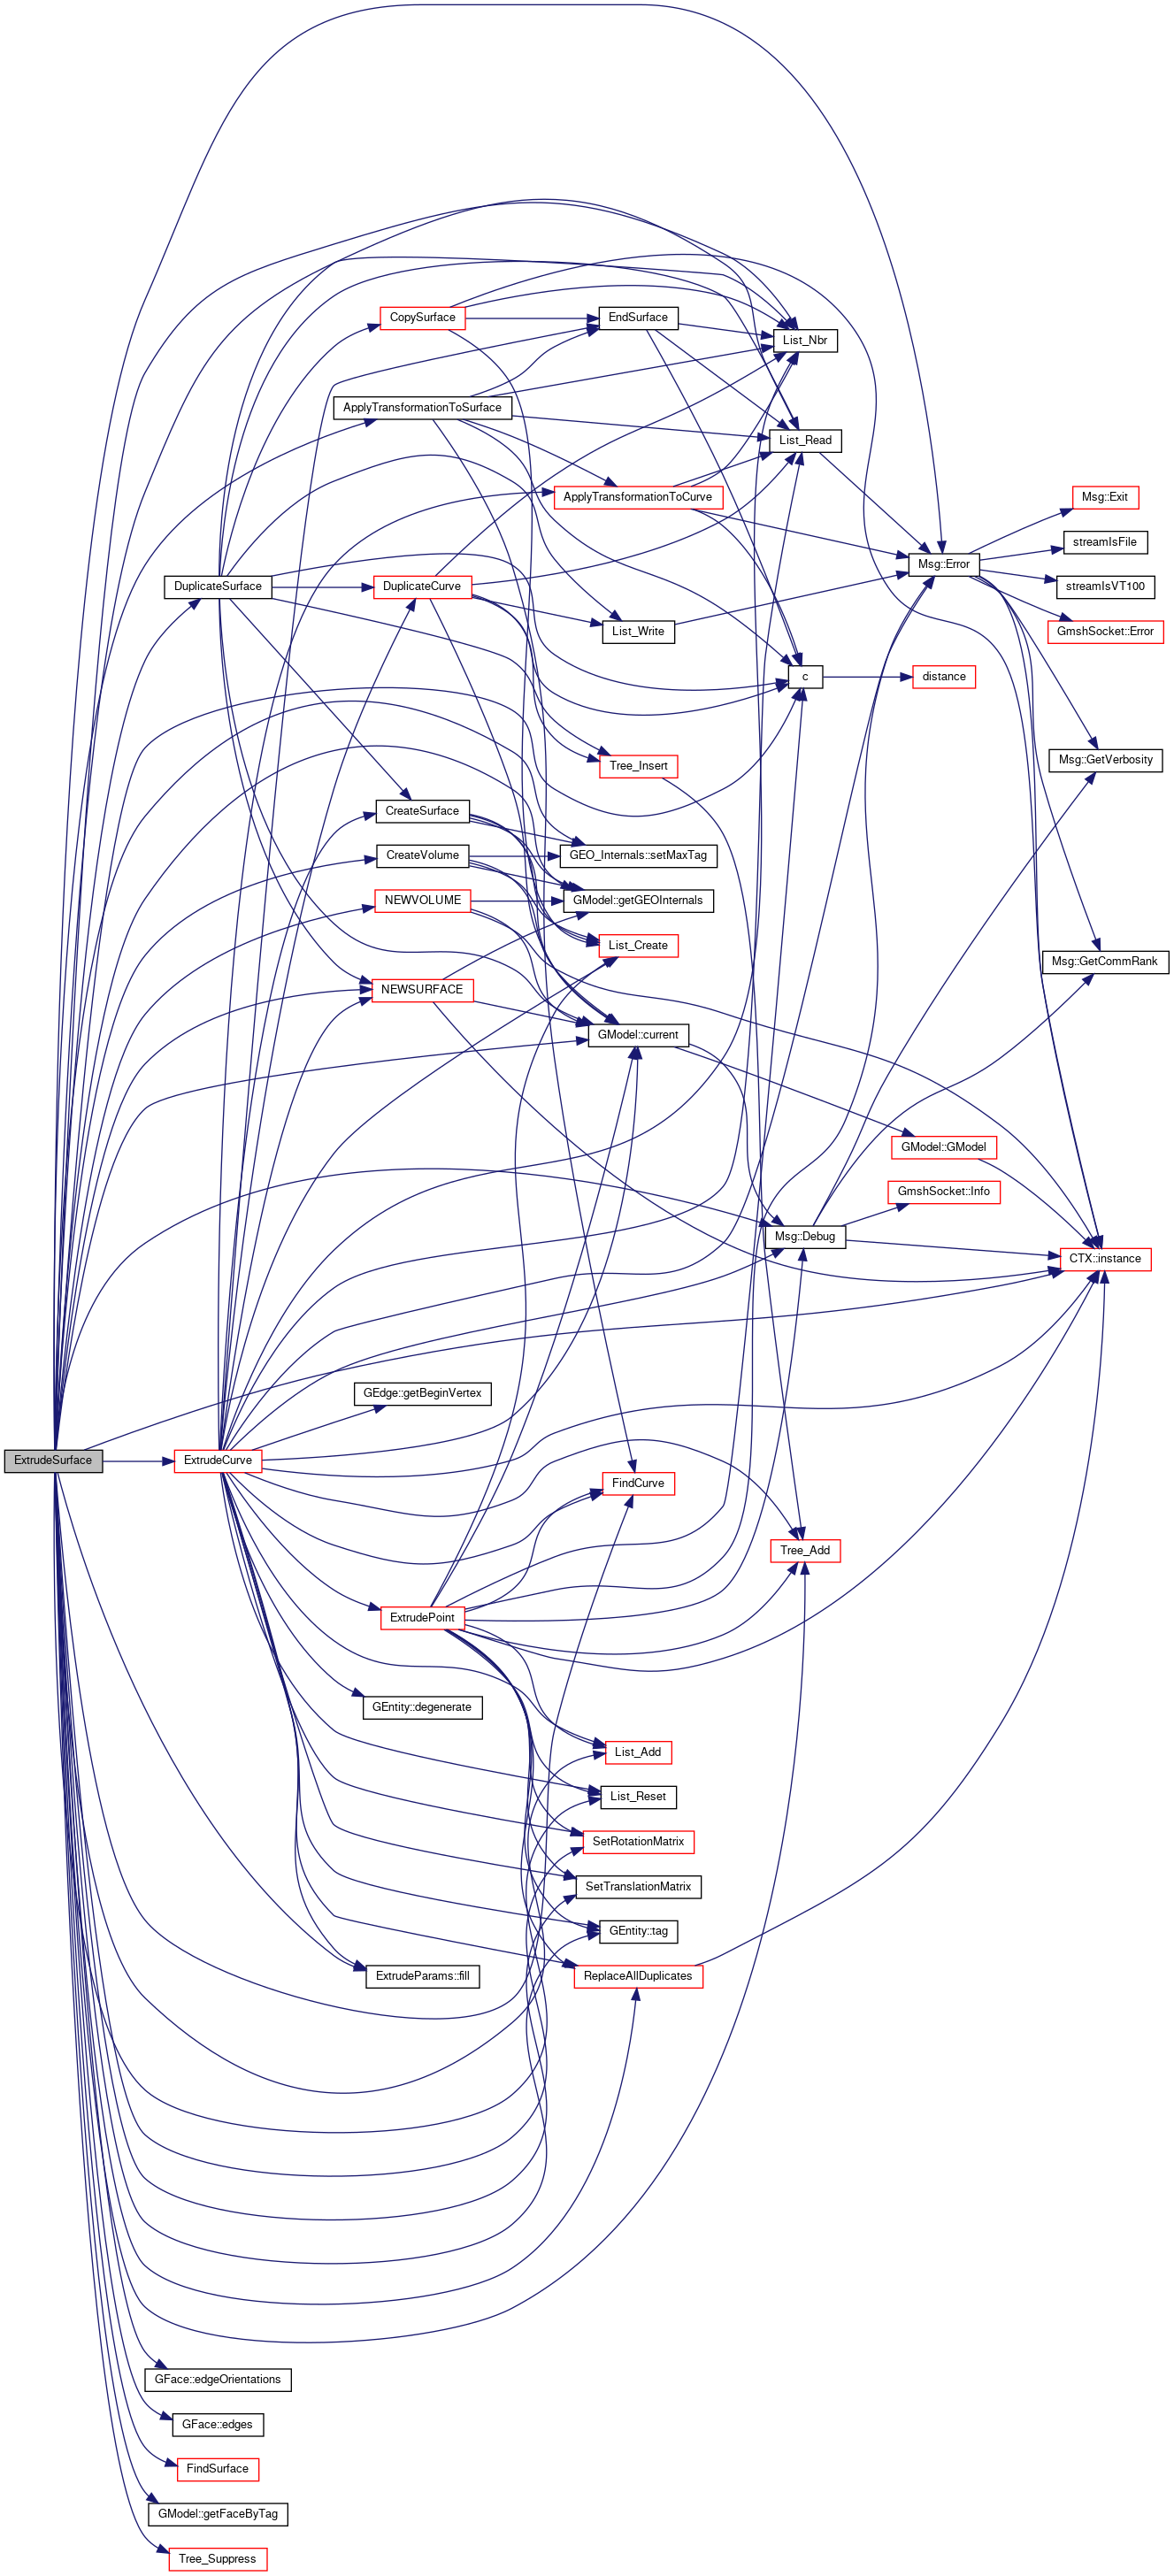 CopySurface
EndSurface
List_Nbr
ApplyTransformationToSurface
List_Read
ApplyTransformationToCurve
Msg::Exit
streamIsFile
Msg::Error
DuplicateSurface
DuplicateCurve
streamIsVT100
List_Write
GmshSocket::Error
c
distance
Msg::GetVerbosity
Tree_Insert
CreateSurface
CreateVolume
GEO_Internals::setMaxTag
NEWVOLUME
GModel::getGEOInternals
List_Create
Msg::GetCommRank
NEWSURFACE
GModel::current
GModel::GModel
GmshSocket::Info
Msg::Debug
CTX::instance
GEdge::getBeginVertex
ExtrudeSurface
ExtrudeCurve
FindCurve
Tree_Add
ExtrudePoint
GEntity::degenerate
List_Add
List_Reset
SetRotationMatrix
SetTranslationMatrix
GEntity::tag
ExtrudeParams::fill
ReplaceAllDuplicates
GFace::edgeOrientations
GFace::edges
FindSurface
GModel::getFaceByTag
Tree_Suppress